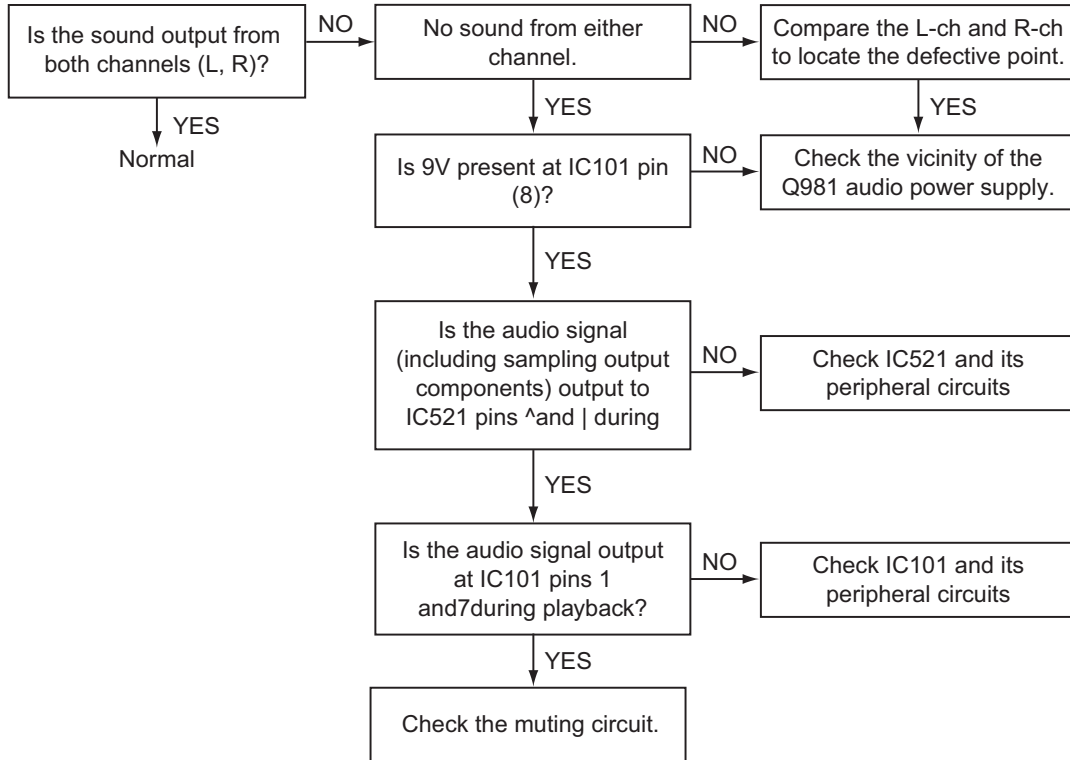 Is the sound output from
both channels (L, R)?
NO
No sound from either
channel.
NO
Compare the L-ch and R-ch
to locate the defective point.
YES
Normal
YES
YES
Is 9V present at IC101 pin
(8)?
NO
Check the vicinity of the
Q981 audio power supply.
YES
Is the audio signal
(including sampling output
components) output to
IC521 pins ^and | during
NO
Check IC521 and its
peripheral circuits
YES
Is the audio signal output
at IC101 pins 1
and7during playback?
NO
Check IC101 and its
peripheral circuits
YES
Check the muting circuit.